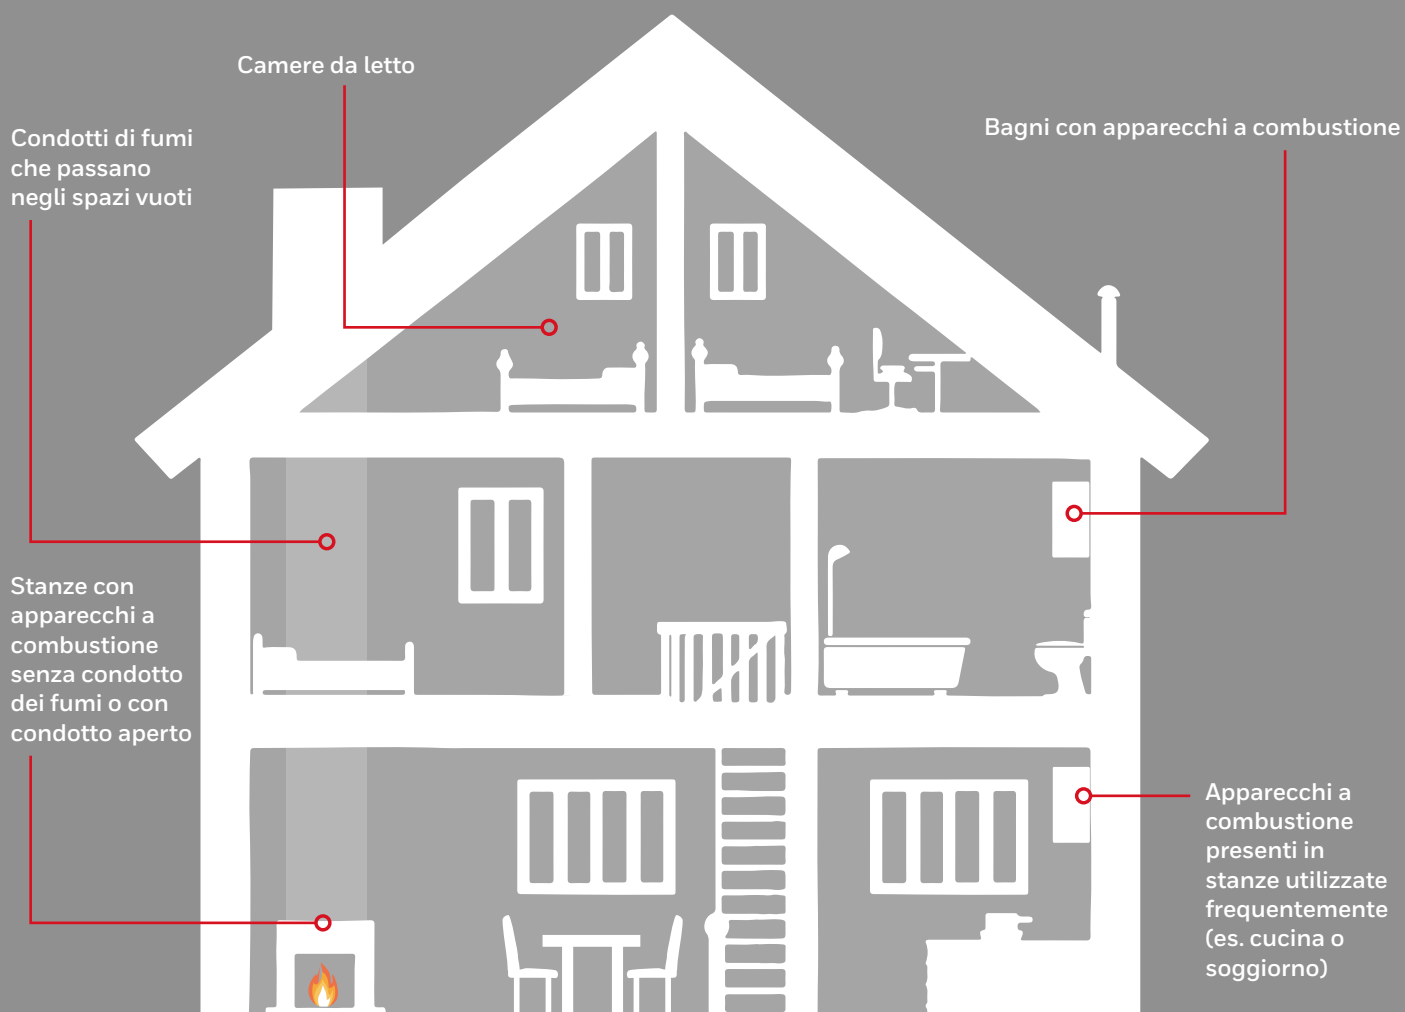 Camere da letto
Condotti di fumi
che passano
negli spazi vuoti
Bagni con apparecchi a combustione
Stanze con
apparecchi a
combustione
senza condotto
dei fumi o con
condotto aperto
Apparecchi a
combustione
presenti in
stanze utilizzate
frequentemente
(es. cucina o
soggiorno)